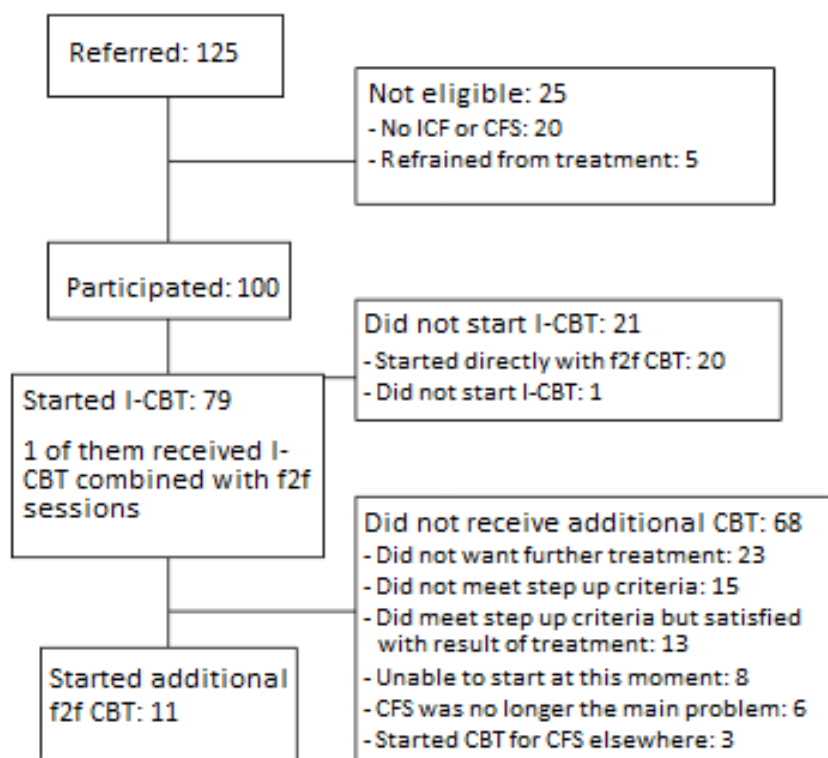 Referred: 125
Not eligible: 25
- No ICF or CFS: 20
- Refrained from treatment: 5
Participated: 100
Did not start I-CBT: 21
- Started directly with f2f CBT: 20
- Did not start I-CBT: 1
Started I-CBT: 79
1 of them received I-
CBT combined with f2f
sessions
Did not receive additional CBT: 68
- Did not want further treatment: 23
- Did not meet step up criteria: 15
- Did meet step up criteria but satisfied
with result of treatment: 13
- Unable to start at this moment: 8
- CFS was no longer the main problem: 6
- Started CBT for CFS elsewhere: 3
Started additional
f2f CBT: 11